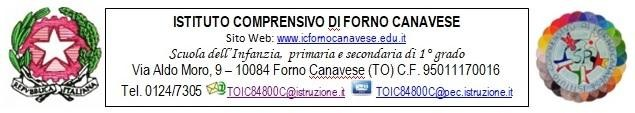 ISTITUTO COMPRENSIVO DI FORNO CANAVESE
Sito Web: www.icfornocanavese.edu.it
Scuola dell'Infanzia, primaria e secondaria di 1° grado
Via Aldo Moro, 9 – 10084 Forno Canavese (TO) C.F. 95011170016
Tel. 0124/7305 TOIC84800C@istruzione.it TOIC84800C@pec.istruzione.it
REPVBBLICA ITALIANA